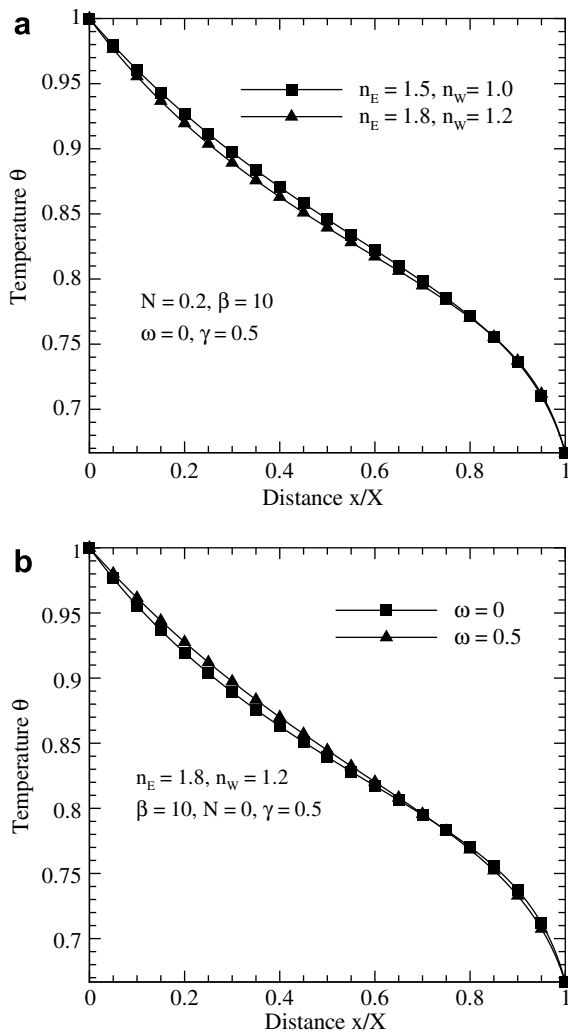 a
1
0.95
0.9
0.85
0.8
0.75
0.7
Temperature θ
n_E = 1.5, n_W = 1.0
n_E = 1.8, n_W = 1.2
N = 0.2, β = 10
ω = 0, γ = 0.5
0 0.2 0.4 0.6 0.8 1
Distance x/X
b
1
0.95
0.9
0.85
0.8
0.75
0.7
Temperature θ
ω = 0
ω = 0.5
n_E = 1.8, n_W = 1.2
β = 10, N = 0, γ = 0.5
0 0.2 0.4 0.6 0.8 1
Distance x/X